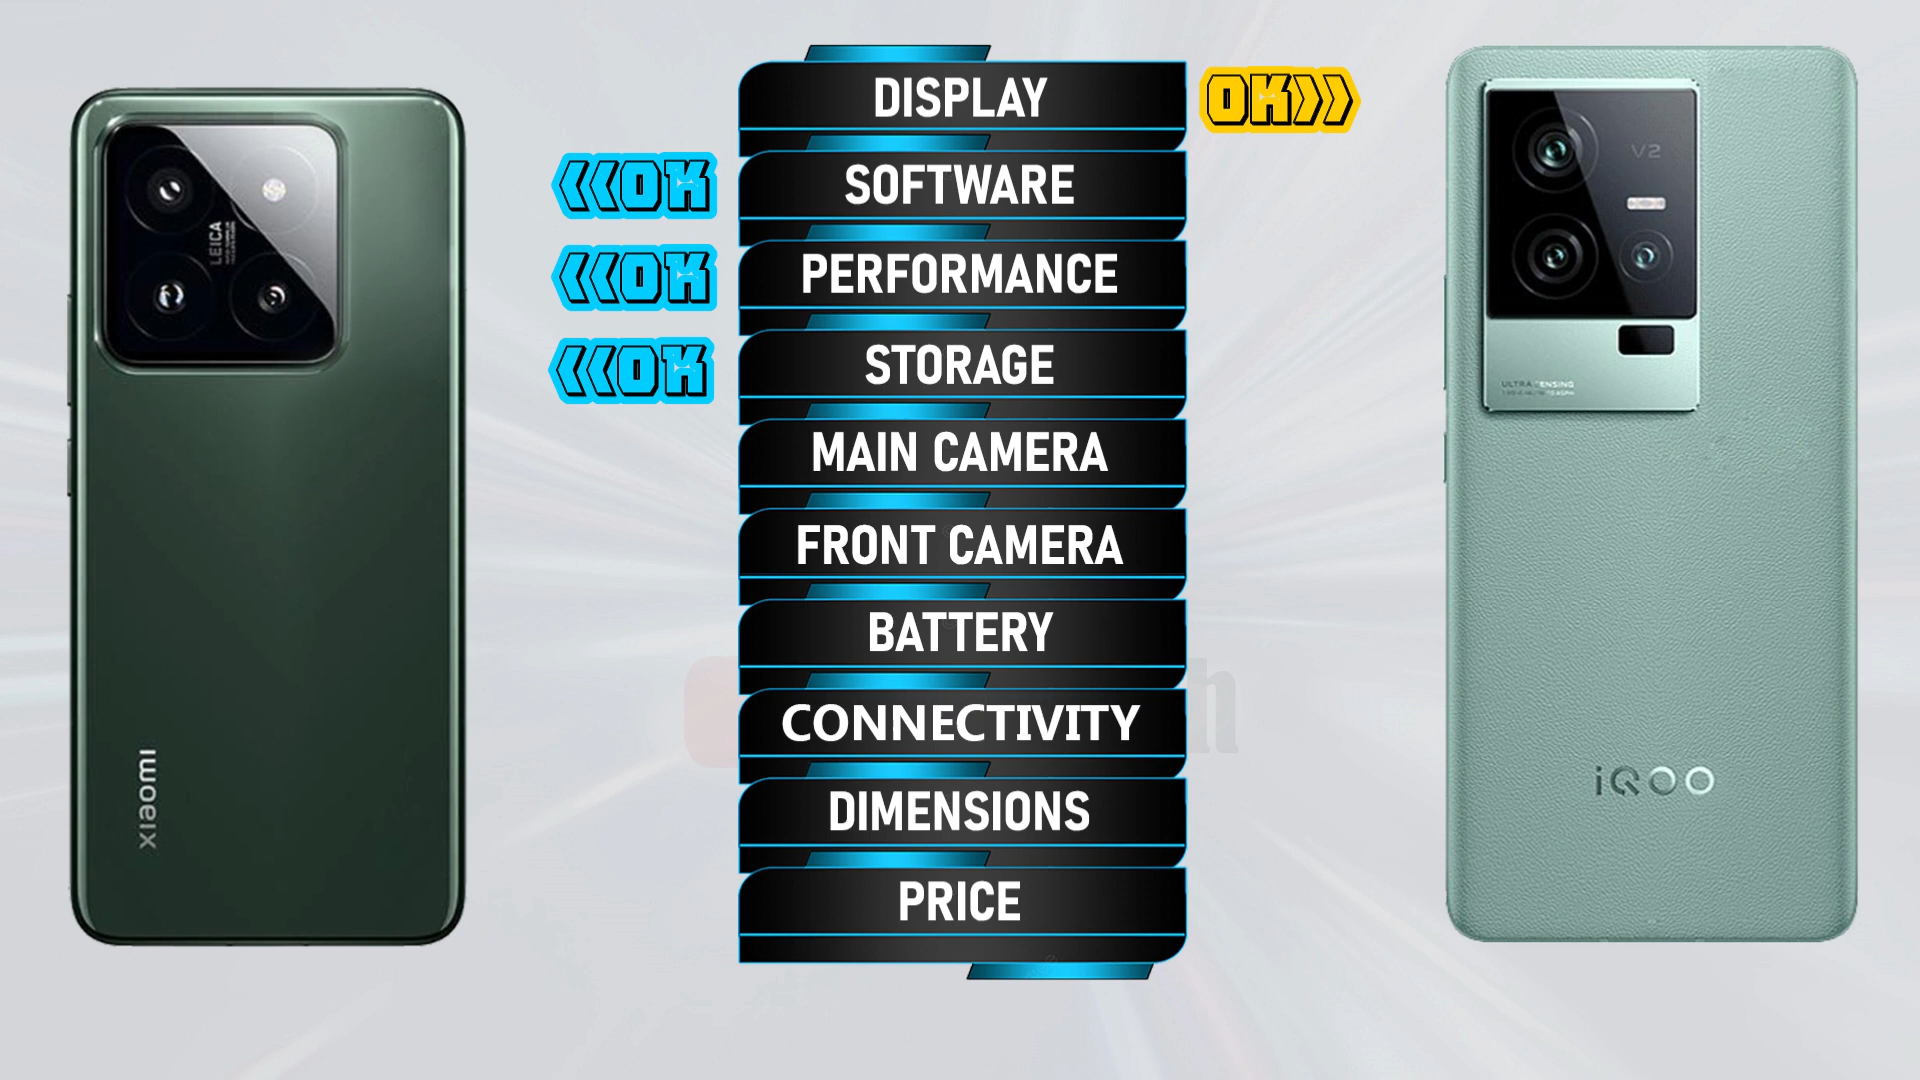 DISPLAY
OK
SOFTWARE
OK
PERFORMANCE
OK
STORAGE
OK
MAIN CAMERA
FRONT CAMERA
BATTERY
CONNECTIVITY
DIMENSIONS
PRICE
LEICA
xiaomi
V2
iQOO